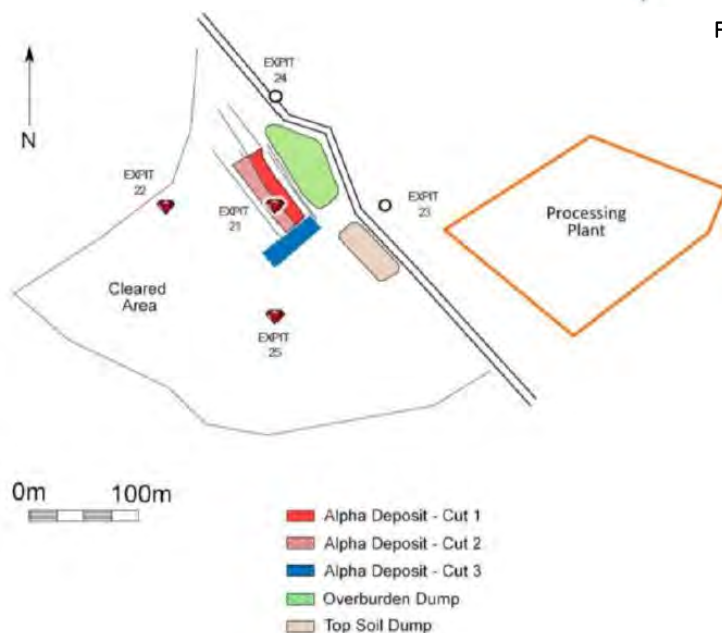 F
EXPIT
24
N
EXPIT
22
EXPIT
21
EXPIT
23
Processing
Plant
Cleared
Area
EXPIT
25
0m 100m
Alpha Deposit - Cut 1
Alpha Deposit - Cut 2
Alpha Deposit - Cut 3
Overburden Dump
Top Soil Dump